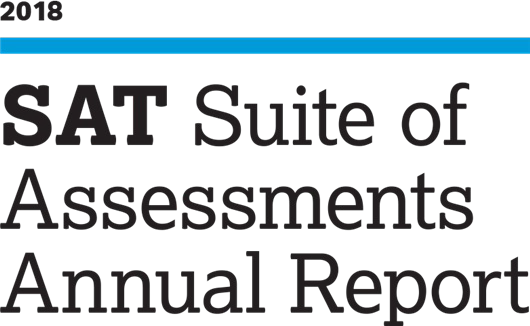 2018
SAT Suite of
Assessments
Annual Report